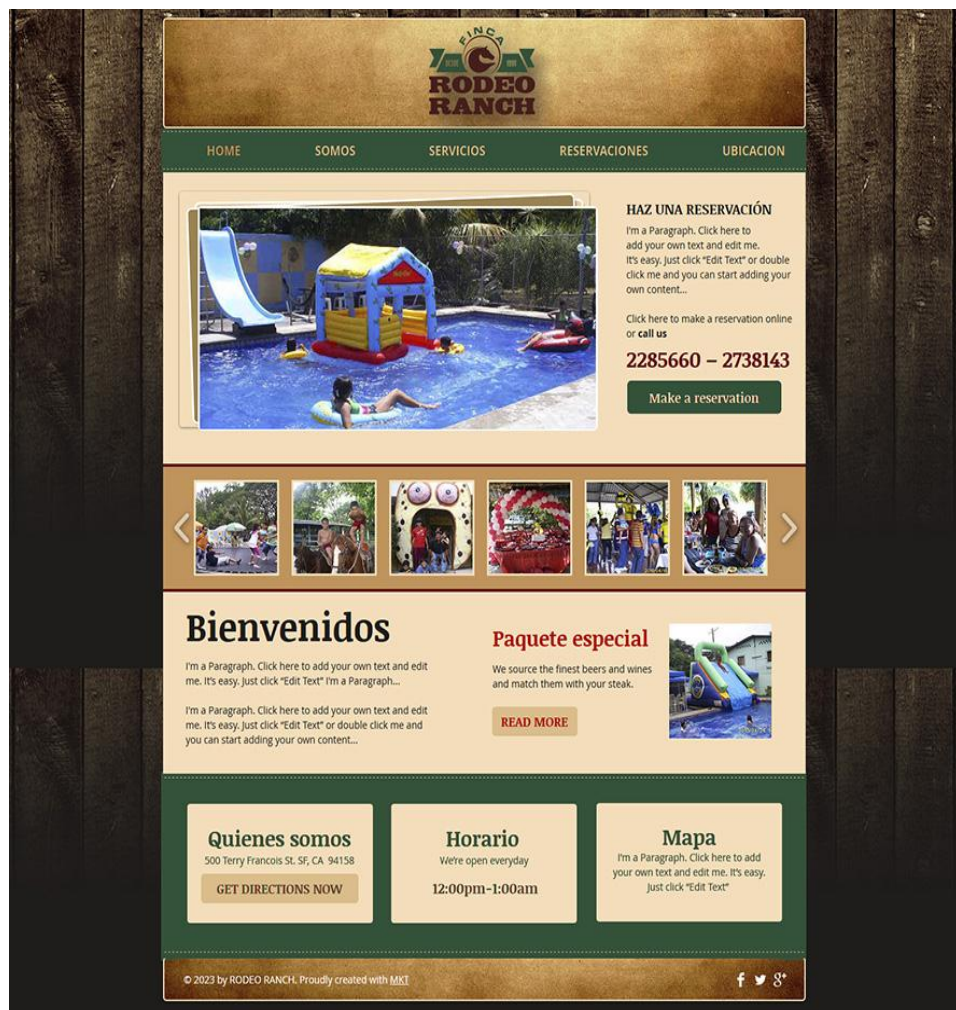 FINCA
RODEO
RANCH
HOME SOMOS SERVICIOS RESERVACIONES UBICACION
HAZ UNA RESERVACIÓN
I'm a Paragraph. Click here to
add your own text and edit me.
It's easy. Just click “Edit Text” or double
click me and you can start adding your
own content...
Click here to make a reservation online
or call us
2285660 – 2738143
Make a reservation
Bienvenidos
I'm a Paragraph. Click here to add your own text and edit
me. It's easy. Just click “Edit Text” I'm a Paragraph...
I'm a Paragraph. Click here to add your own text and edit
me. It's easy. Just click “Edit Text” or double click me and
you can start adding your own content...
Paquete especial
We source the finest beers and wines
and match them with your steak.
READ MORE
Quienes somos
500 Terry Francois St. SF, CA 94158
GET DIRECTIONS NOW
Horario
We're open everyday
12:00pm-1:00am
Mapa
I'm a Paragraph. Click here to add
your own text and edit me. It's easy.
Just click “Edit Text”
© 2023 by RODEO RANCH. Proudly created with MKT